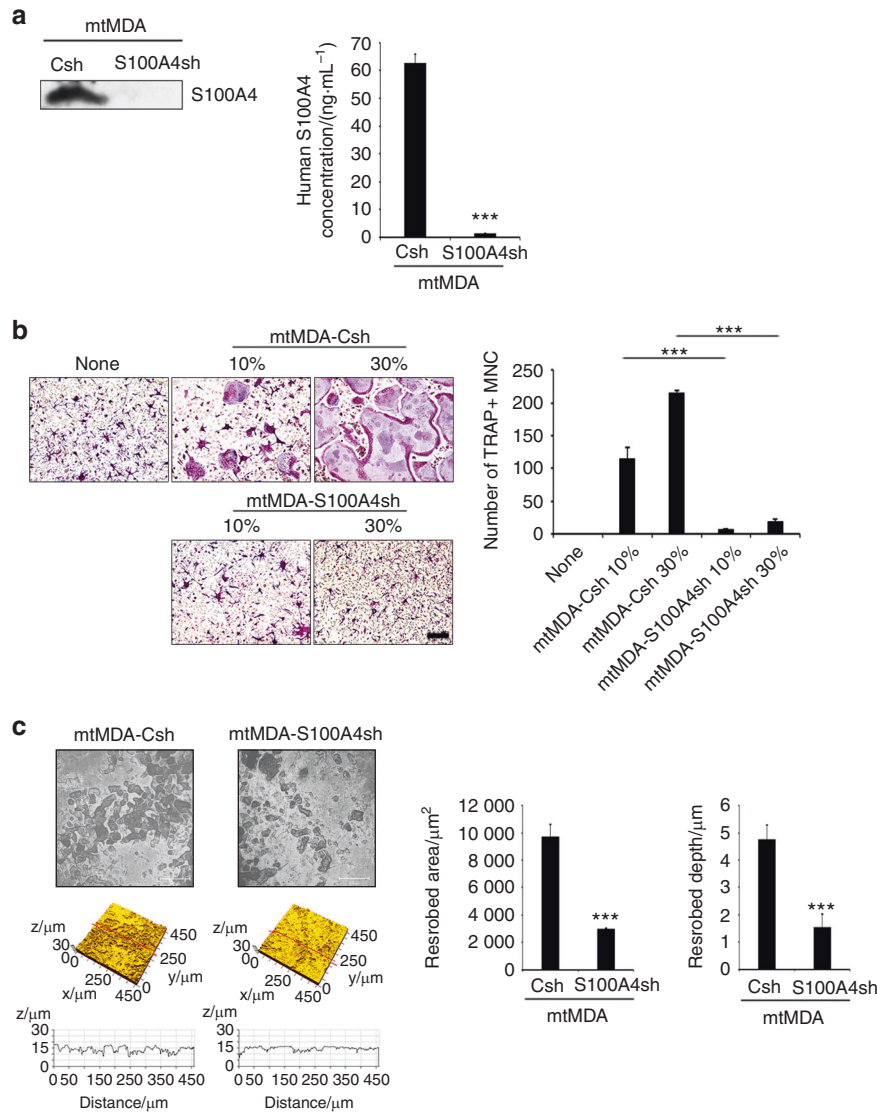 a
mtMDA
Csh S100A4sh
S100A4
Human S100A4
concentration/(ng·mL⁻¹)
70
60
50
40
30
20
10
0
***
Csh S100A4sh
mtMDA
b
mtMDA-Csh
None 10% 30%
mtMDA-S100A4sh
10% 30%
Number of TRAP+ MNC
250
200
150
100
50
0
***
***
None
mtMDA-Csh 10%
mtMDA-Csh 30%
mtMDA-S100A4sh 10%
mtMDA-S100A4sh 30%
c
mtMDA-Csh mtMDA-S100A4sh
z/μm
30
0
0
250
450
x/μm
450
250
0
y/μm
z/μm
30
0
0
250
450
x/μm
450
250
0
y/μm
z/μm
30
15
0
0 50 150 250 350 450
Distance/μm
z/μm
30
15
0
0 50 150 250 350 450
Distance/μm
Resrobed area/μm²
12 000
10 000
8 000
6 000
4 000
2 000
0
***
Csh S100A4sh
mtMDA
Resrobed depth/μm
6
5
4
3
2
1
0
***
Csh S100A4sh
mtMDA